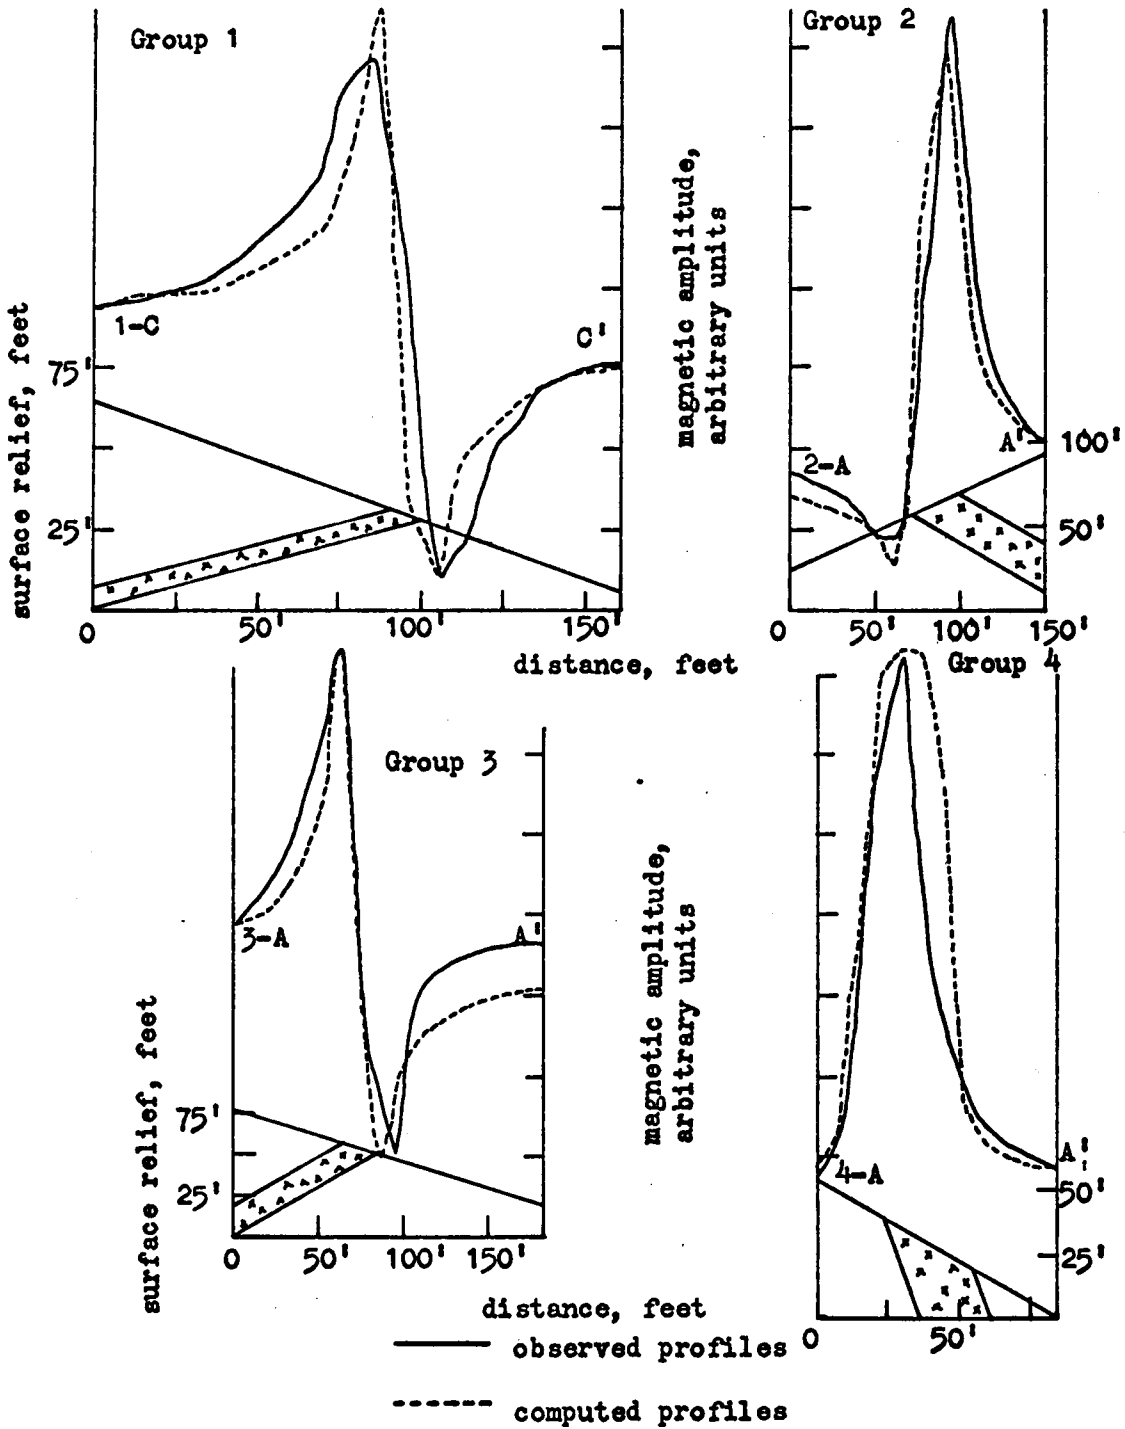 Group 1
1-C
C'
75'
25'
surface relief, feet
0
50'
100'
150'
Group 2
magnetic amplitude,
arbitrary units
2-A
A'
100'
50'
0
50'
100'
150'
distance, feet
Group 3
3-A
A'
75'
25'
surface relief, feet
0
50'
100'
150'
Group 4
magnetic amplitude,
arbitrary units
4-A
A'
50'
25'
0
50'
distance, feet
observed profiles
computed profiles